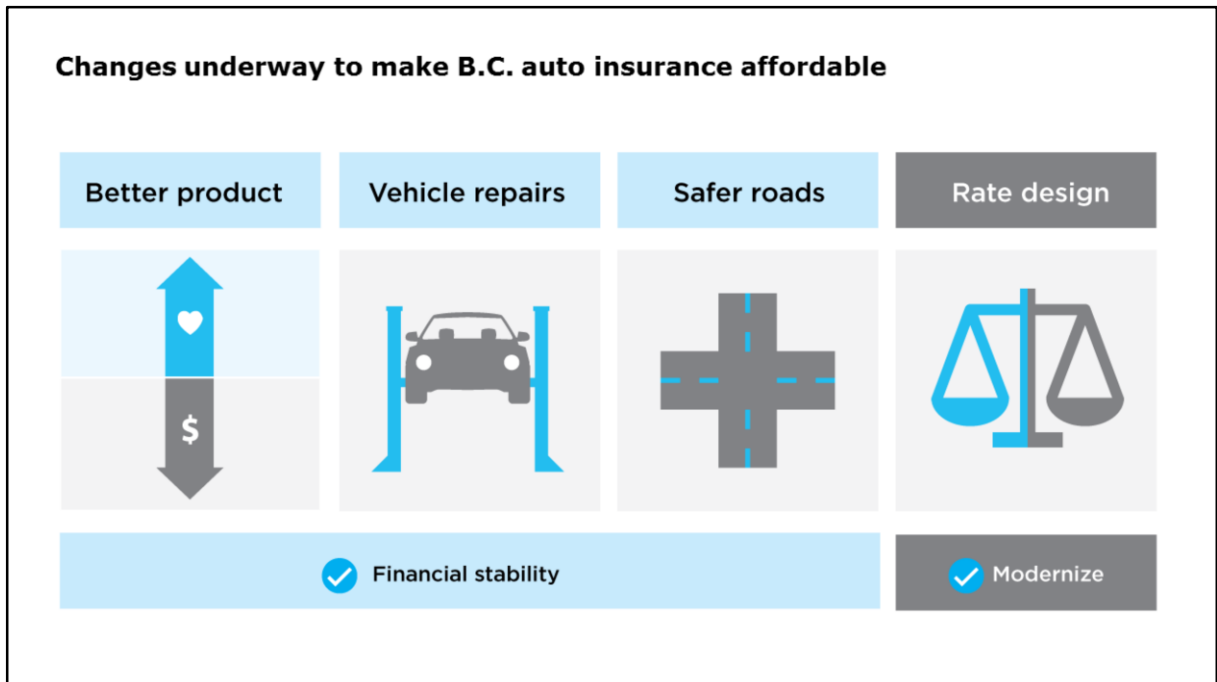 Changes underway to make B.C. auto insurance affordable
Better product
Vehicle repairs
Safer roads
Rate design
$
Financial stability
Modernize